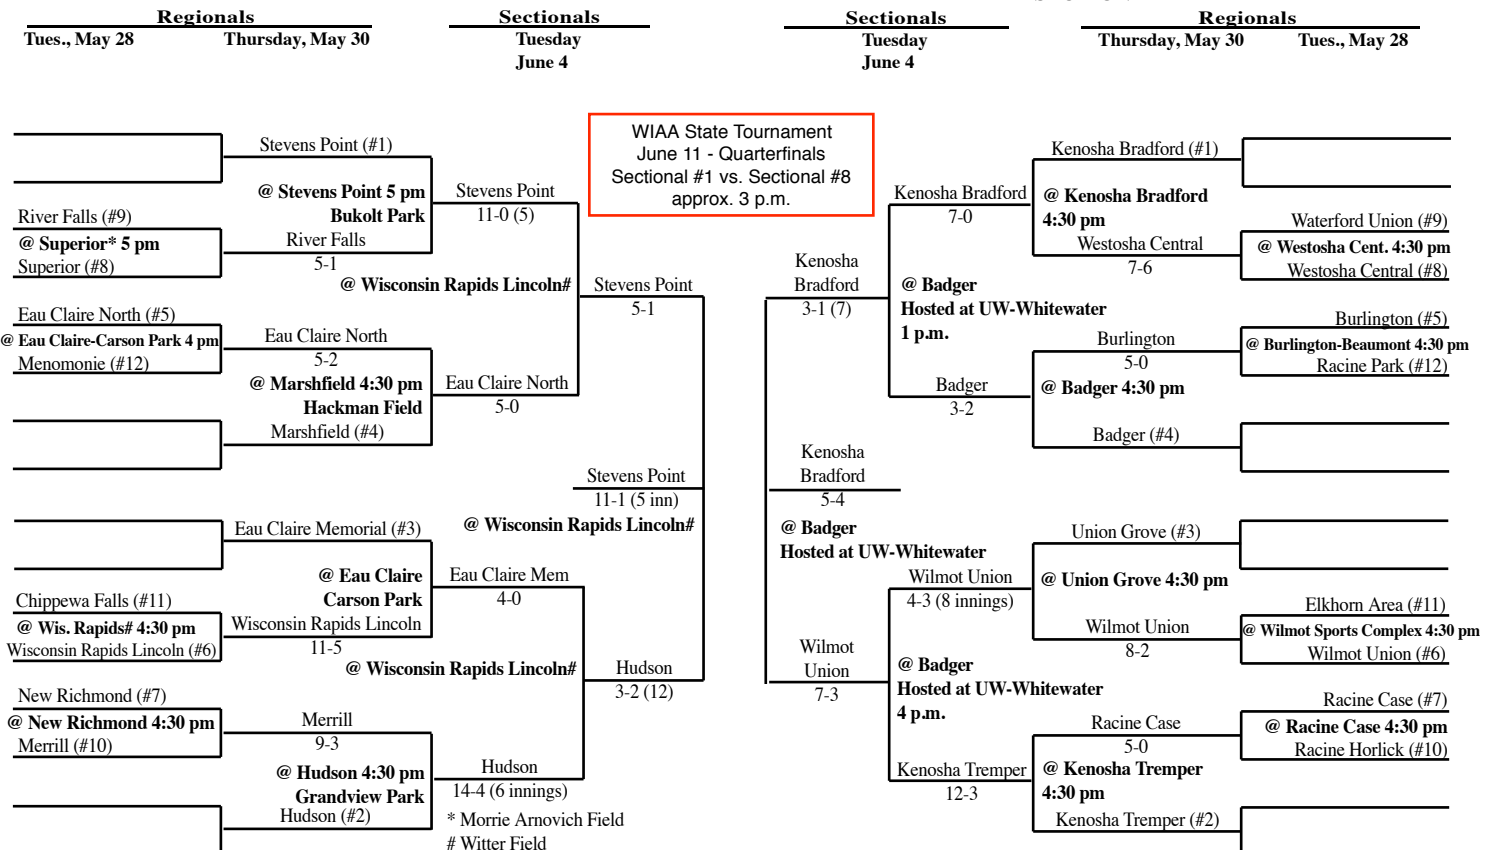 Regionals
Sectionals
Sectionals
Regionals
Tues., May 28
Thursday, May 30
Tuesday
June 4
Tuesday
June 4
Thursday, May 30
Tues., May 28
WIAA State Tournament
June 11 - Quarterfinals
Sectional #1 vs. Sectional #8
approx. 3 p.m.
River Falls (#9)
@ Superior* 5 pm
Superior (#8)
Eau Claire North (#5)
@ Eau Claire-Carson Park 4 pm
Menomonie (#12)
Chippewa Falls (#11)
@ Wis. Rapids# 4:30 pm
Wisconsin Rapids Lincoln (#6)
New Richmond (#7)
@ New Richmond 4:30 pm
Merrill (#10)
Stevens Point (#1)
@ Stevens Point 5 pm
Bukolt Park
River Falls
5-1
Eau Claire North
5-2
@ Marshfield 4:30 pm
Hackman Field
Marshfield (#4)
Eau Claire Memorial (#3)
@ Eau Claire
Carson Park
Wisconsin Rapids Lincoln
11-5
Merrill
9-3
@ Hudson 4:30 pm
Grandview Park
Hudson (#2)
Stevens Point
11-0 (5)
@ Wisconsin Rapids Lincoln#
Eau Claire North
5-0
Eau Claire Mem
4-0
@ Wisconsin Rapids Lincoln#
Hudson
14-4 (6 innings)
* Morrie Arnovich Field
# Witter Field
Stevens Point
5-1
Stevens Point
11-1 (5 inn)
@ Wisconsin Rapids Lincoln#
Hudson
3-2 (12)
Kenosha
Bradford
3-1 (7)
Kenosha
Bradford
5-4
@ Badger
Hosted at UW-Whitewater
Wilmot
Union
7-3
Kenosha Bradford
7-0
@ Badger
Hosted at UW-Whitewater
1 p.m.
Badger
3-2
Wilmot Union
4-3 (8 innings)
@ Badger
Hosted at UW-Whitewater
4 p.m.
Kenosha Tremper
12-3
Kenosha Bradford (#1)
@ Kenosha Bradford
4:30 pm
Westosha Central
7-6
Burlington
5-0
@ Badger 4:30 pm
Badger (#4)
Union Grove (#3)
@ Union Grove 4:30 pm
Wilmot Union
8-2
Racine Case
5-0
@ Kenosha Tremper
4:30 pm
Kenosha Tremper (#2)
Waterford Union (#9)
@ Westosha Cent. 4:30 pm
Westosha Central (#8)
Burlington (#5)
@ Burlington-Beaumont 4:30 pm
Racine Park (#12)
Elkhorn Area (#11)
@ Wilmot Sports Complex 4:30 pm
Wilmot Union (#6)
Racine Case (#7)
@ Racine Case 4:30 pm
Racine Horlick (#10)